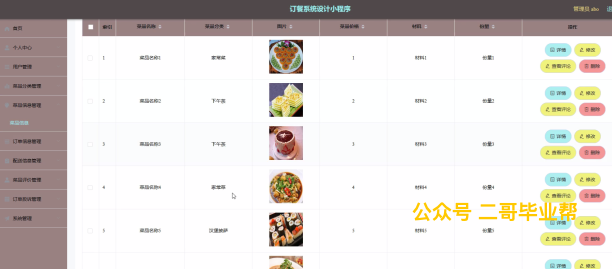 订餐系统设计小程序
管理员 abo
首页
个人中心
用户管理
菜品分类管理
菜品信息管理
菜品信息
订单信息管理
配送信息管理
菜品评价管理
订单投诉管理
系统管理
索引 菜品名称 菜品分类 图片 菜品价格 材料 份量 操作
1 菜品名称1 家常菜 1 材料1 份量1 详情 修改
查看评论 删除
2 菜品名称2 下午茶 2 材料2 份量2 详情 修改
查看评论 删除
3 菜品名称3 下午茶 3 材料3 份量3 详情 修改
查看评论 删除
4 菜品名称4 家常菜 4 材料4 份量4 详情 修改
查看评论 删除
公众号 二哥毕业帮
5 菜品名称5 汉堡披萨 5 材料5 份量5 详情 修改
查看评论 删除
详情 修改